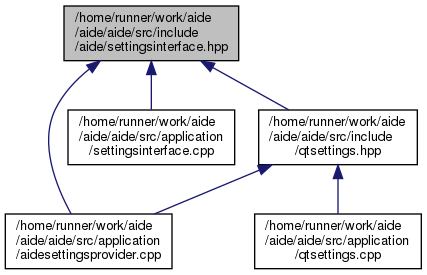 /home/runner/work/aide
/aide/aide/src/include
/aide/settingsinterface.hpp
/home/runner/work/aide
/aide/aide/src/application
/settingsinterface.cpp
/home/runner/work/aide
/aide/aide/src/include
/qtsettings.hpp
/home/runner/work/aide
/aide/aide/src/application
/aidesettingsprovider.cpp
/home/runner/work/aide
/aide/aide/src/application
/qtsettings.cpp